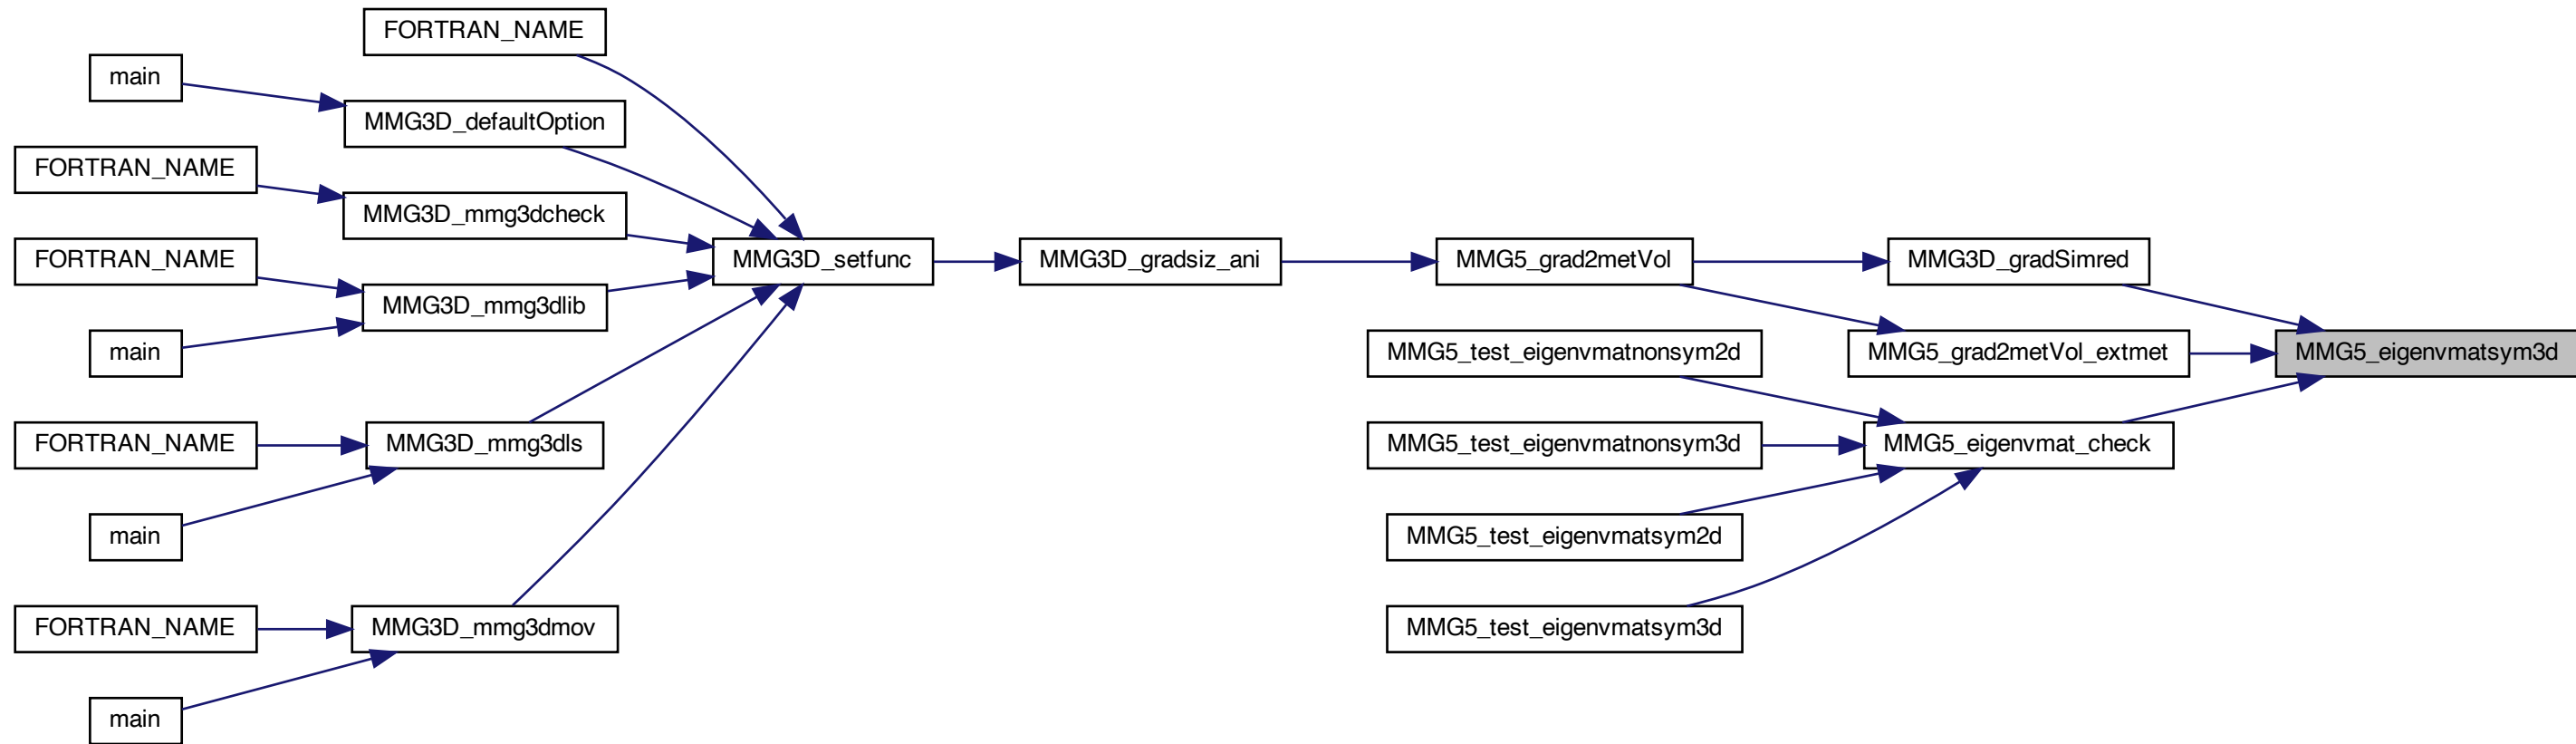 FORTRAN_NAME
main
MMG3D_defaultOption
FORTRAN_NAME
MMG3D_mmg3dcheck
FORTRAN_NAME
MMG3D_setfunc
MMG3D_gradsiz_ani
MMG5_grad2metVol
MMG3D_gradSimred
MMG3D_mmg3dlib
main
MMG5_test_eigenvmatnonsym2d
MMG5_grad2metVol_extmet
MMG5_eigenvmatsym3d
FORTRAN_NAME
MMG3D_mmg3dls
MMG5_test_eigenvmatnonsym3d
MMG5_eigenvmat_check
main
MMG5_test_eigenvmatsym2d
FORTRAN_NAME
MMG3D_mmg3dmov
MMG5_test_eigenvmatsym3d
main